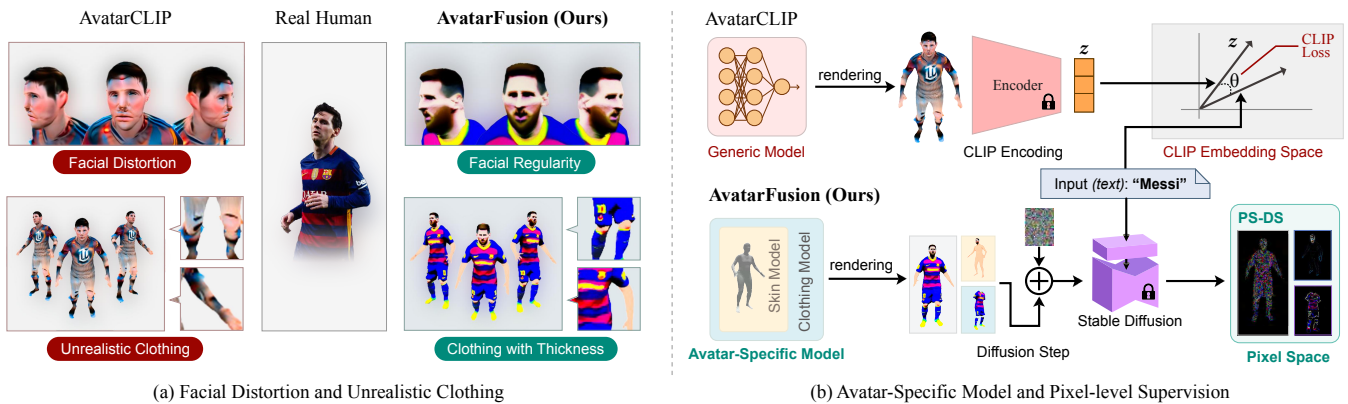 AvatarCLIP
Real Human
AvatarFusion (Ours)
Facial Distortion
Facial Regularity
Unrealistic Clothing
Clothing with Thickness
(a) Facial Distortion and Unrealistic Clothing
AvatarCLIP
Generic Model
rendering
Encoder
CLIP Encoding
z
z
θ
CLIP
Loss
CLIP Embedding Space
Input (text): “Messi”
AvatarFusion (Ours)
Skin Model
Clothing Model
Avatar-Specific Model
rendering
Diffusion Step
Stable Diffusion
PS-DS
Pixel Space
(b) Avatar-Specific Model and Pixel-level Supervision